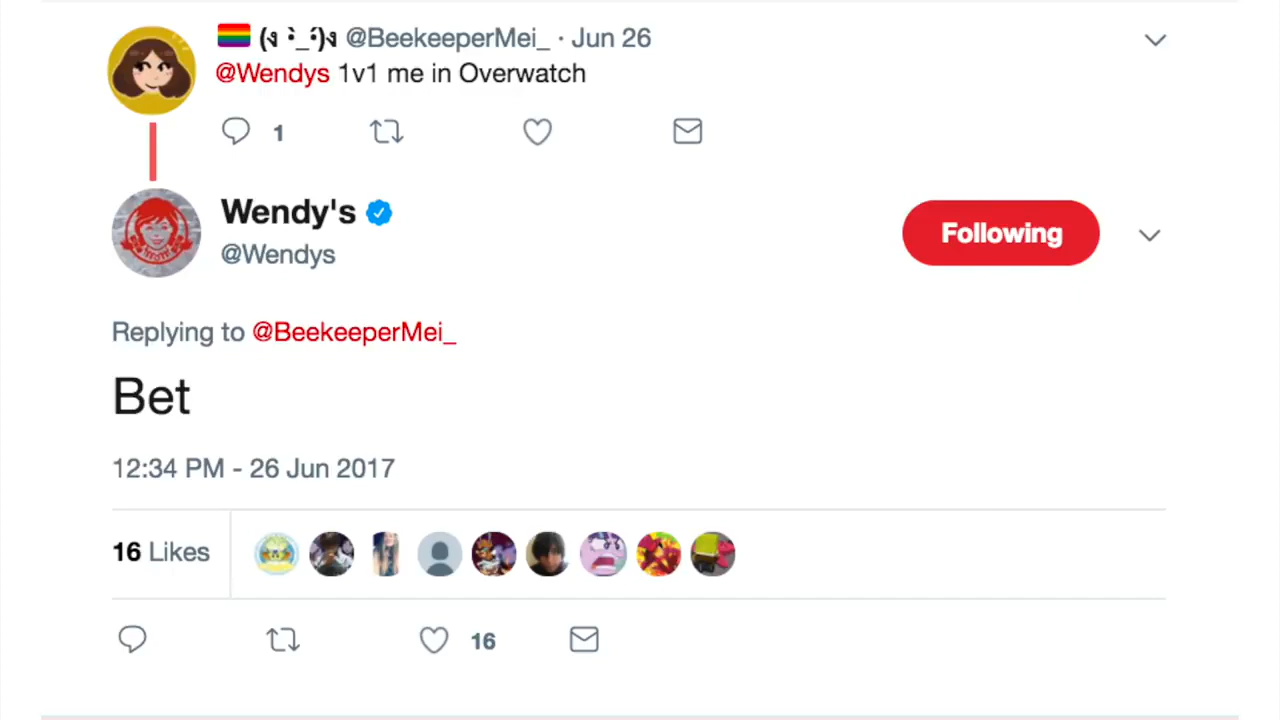 🏳️‍🌈 (ง •̀_•́)ง @BeekeeperMei_ · Jun 26
@Wendys 1v1 me in Overwatch
1
Wendy's
@Wendys
Following
Replying to @BeekeeperMei_
Bet
12:34 PM - 26 Jun 2017
16 Likes
16